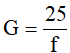 G = 25/f